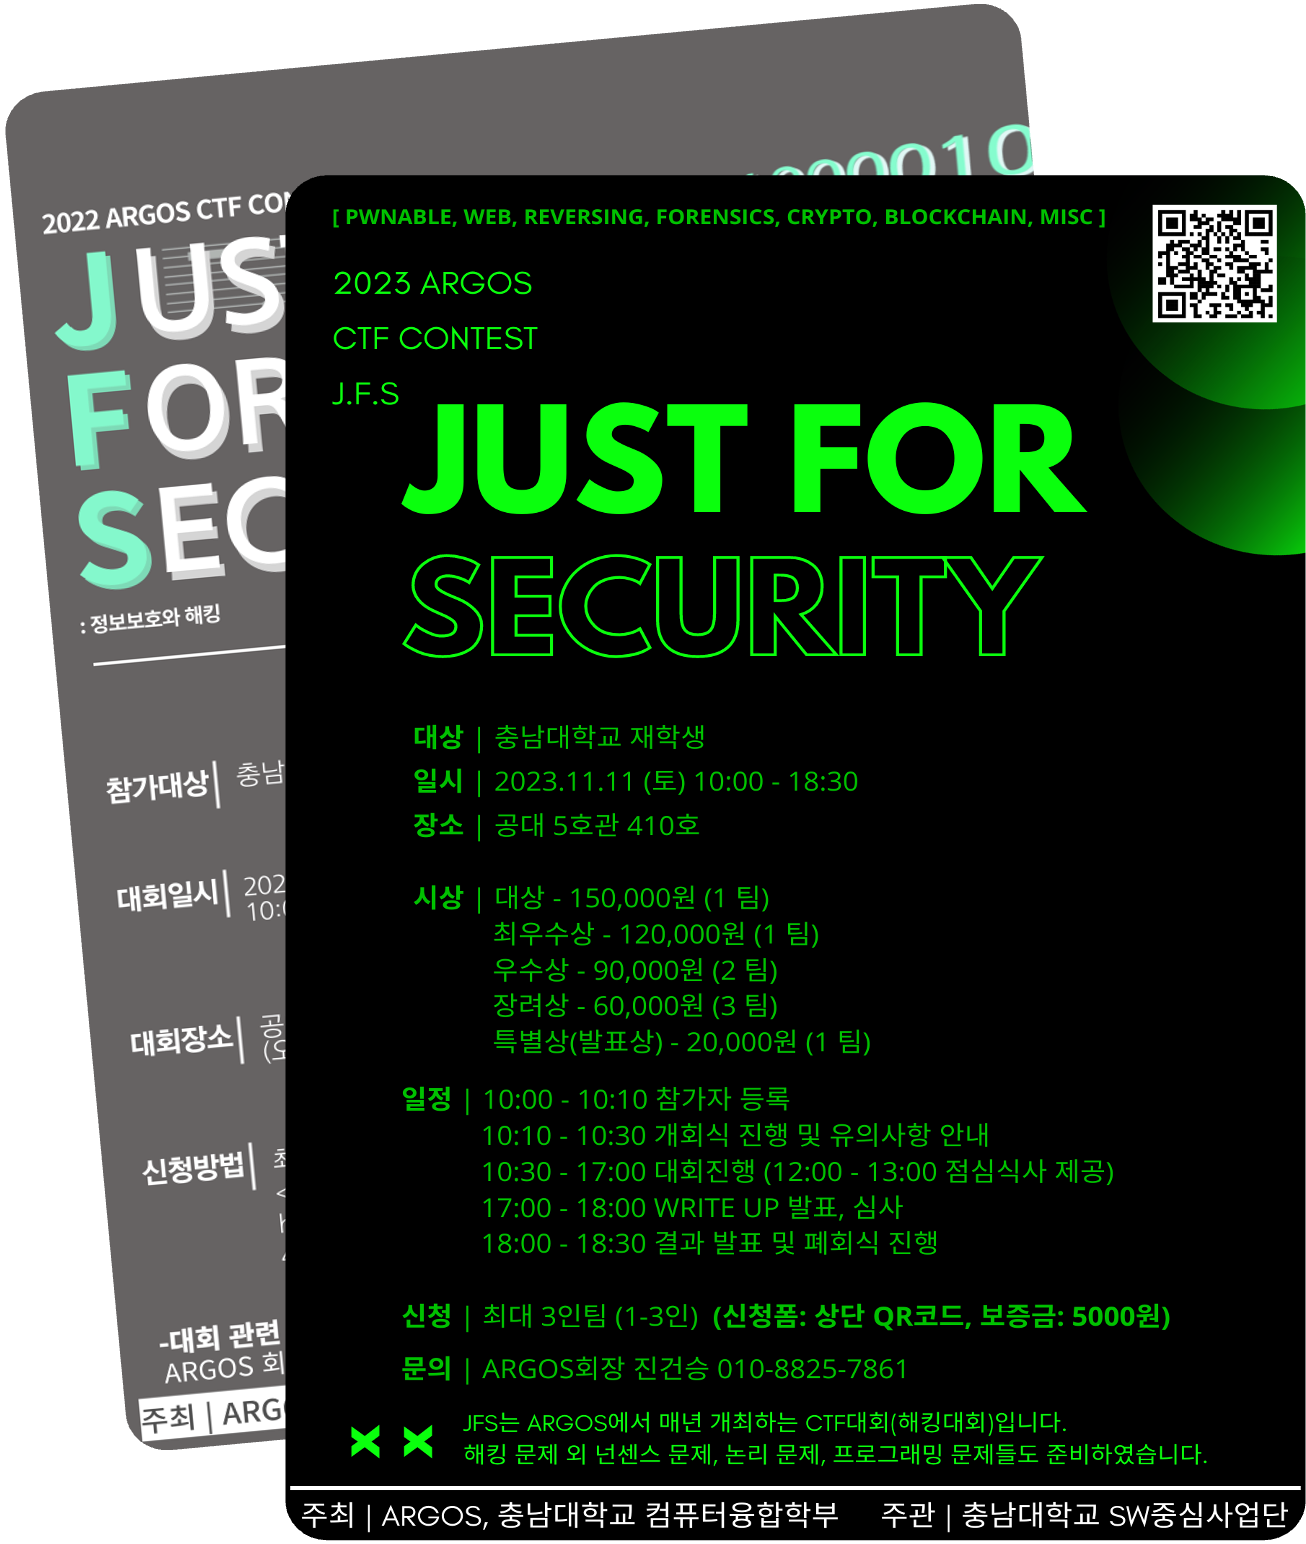 2022 ARGOS CTF
JUST
FOR
SEC
: 정보보호와 해킹
참가대상 | 충남
대회일시 | 202
대회장소 | 공
신청방법 |
-대회 관련
ARGOS 회
주최 | ARGO
[ PWNABLE, WEB, REVERSING, FORENSICS, CRYPTO, BLOCKCHAIN, MISC ]
2023 ARGOS
CTF CONTEST
J.F.S
JUST FOR
SECURITY
대상 | 충남대학교 재학생
일시 | 2023.11.11 (토) 10:00 - 18:30
장소 | 공대 5호관 410호
시상 | 대상 - 150,000원 (1 팀)
최우수상 - 120,000원 (1 팀)
우수상 - 90,000원 (2 팀)
장려상 - 60,000원 (3 팀)
특별상(발표상) - 20,000원 (1 팀)
일정 | 10:00 - 10:10 참가자 등록
10:10 - 10:30 개회식 진행 및 유의사항 안내
10:30 - 17:00 대회진행 (12:00 - 13:00 점심식사 제공)
17:00 - 18:00 WRITE UP 발표, 심사
18:00 - 18:30 결과 발표 및 폐회식 진행
신청 | 최대 3인팀 (1-3인) (신청폼: 상단 QR코드, 보증금: 5000원)
문의 | ARGOS회장 진건승 010-8825-7861
JFS는 ARGOS에서 매년 개최하는 CTF대회(해킹대회)입니다.
해킹 문제 외 넌센스 문제, 논리 문제, 프로그래밍 문제들도 준비하였습니다.
주최 | ARGOS, 충남대학교 컴퓨터융합학부 주관 | 충남대학교 SW중심사업단